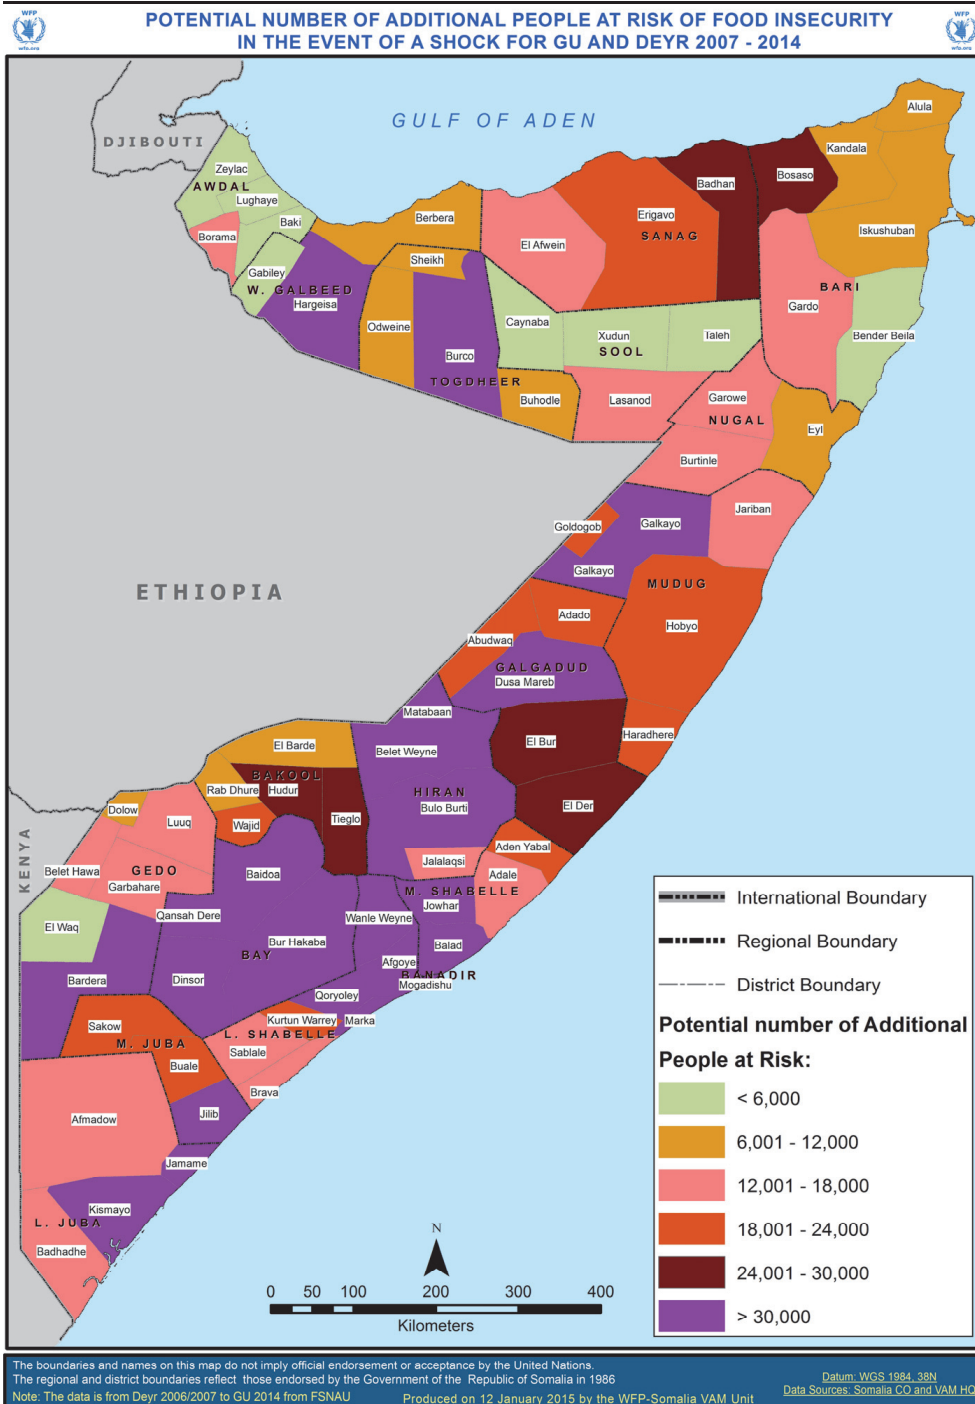 WFP
wfp.org
POTENTIAL NUMBER OF ADDITIONAL PEOPLE AT RISK OF FOOD INSECURITY
IN THE EVENT OF A SHOCK FOR GU AND DEYR 2007 - 2014
WFP
wfp.org
GULF OF ADEN
DJIBOUTI
Alula
Kandala
Bosaso
Badhan
Zeylac
AWDAL
Lughaye
Baki
Borama
Berbera
Erigavo
SANAG
El Afwein
Iskushuban
Sheikh
Gabiley
W. GALBEED
Hargeisa
BARI
Gardo
Odweine
Caynaba
Xudun
SOOL
Taleh
Bender Beila
Burco
TOGDHEER
Buhodle
Lasanod
Garowe
NUGAL
Eyl
Burtinle
Jariban
Goldogob
Galkayo
Galkayo
MUDUG
ETHIOPIA
Adado
Hobyo
Abudwaq
GALGADUD
Dusa Mareb
Matabaan
Haradhere
El Bur
El Barde
Belet Weyne
BAKOOL
Hudur
Rab Dhure
HIRAN
Bulo Burti
El Der
Dolow
Luuq
Wajid
Tieglo
Aden Yabal
KENYA
Belet Hawa
GEDO
Garbahare
Baidoa
Jalalaqsi
Adale
M. SHABELLE
Jowhar
Qansah Dere
Wanle Weyne
El Waq
Bur Hakaba
BAY
Balad
Afgoye
BANADIR
Mogadishu
Bardera
Dinsor
Qoryoley
Kurtun Warrey
Marka
Sakow
M. JUBA
L. SHABELLE
Sablale
Buale
Brava
Afmadow
Jilib
Jamame
Kismayo
L. JUBA
Badhadhe
N
0 50 100 200 300 400
Kilometers
International Boundary
Regional Boundary
District Boundary
Potential number of Additional
People at Risk:
< 6,000
6,001 - 12,000
12,001 - 18,000
18,001 - 24,000
24,001 - 30,000
> 30,000
The boundaries and names on this map do not imply official endorsement or acceptance by the United Nations.
The regional and district boundaries reflect those endorsed by the Government of the Republic of Somalia in 1986
Note: The data is from Deyr 2006/2007 to GU 2014 from FSNAU
Produced on 12 January 2015 by the WFP-Somalia VAM Unit
Datum: WGS 1984, 38N
Data Sources: Somalia CO and VAM HQ